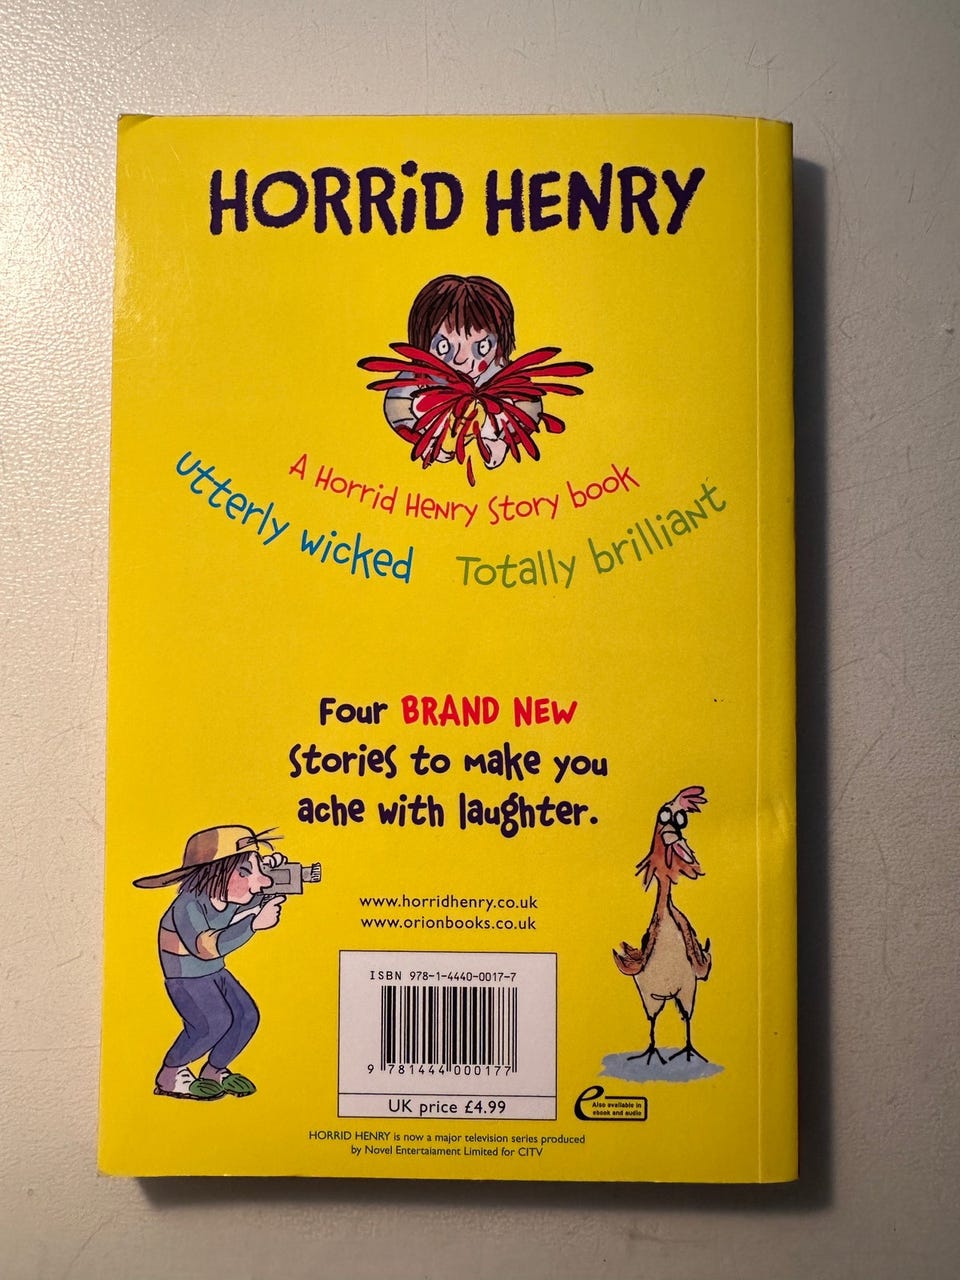 HORRiD HENRY
A Horrid Henry Story book
utterly wicked Totally brilliant
Four BRAND NEW
Stories to make you
ache with laughter.
www.horridhenry.co.uk
www.orionbooks.co.uk
ISBN 978-1-4440-0017-7
9 781444 000177
UK price £4.99
e Also available in
ebook and audio
HORRID HENRY is now a major television series produced
by Novel Entertainment Limited for CITV